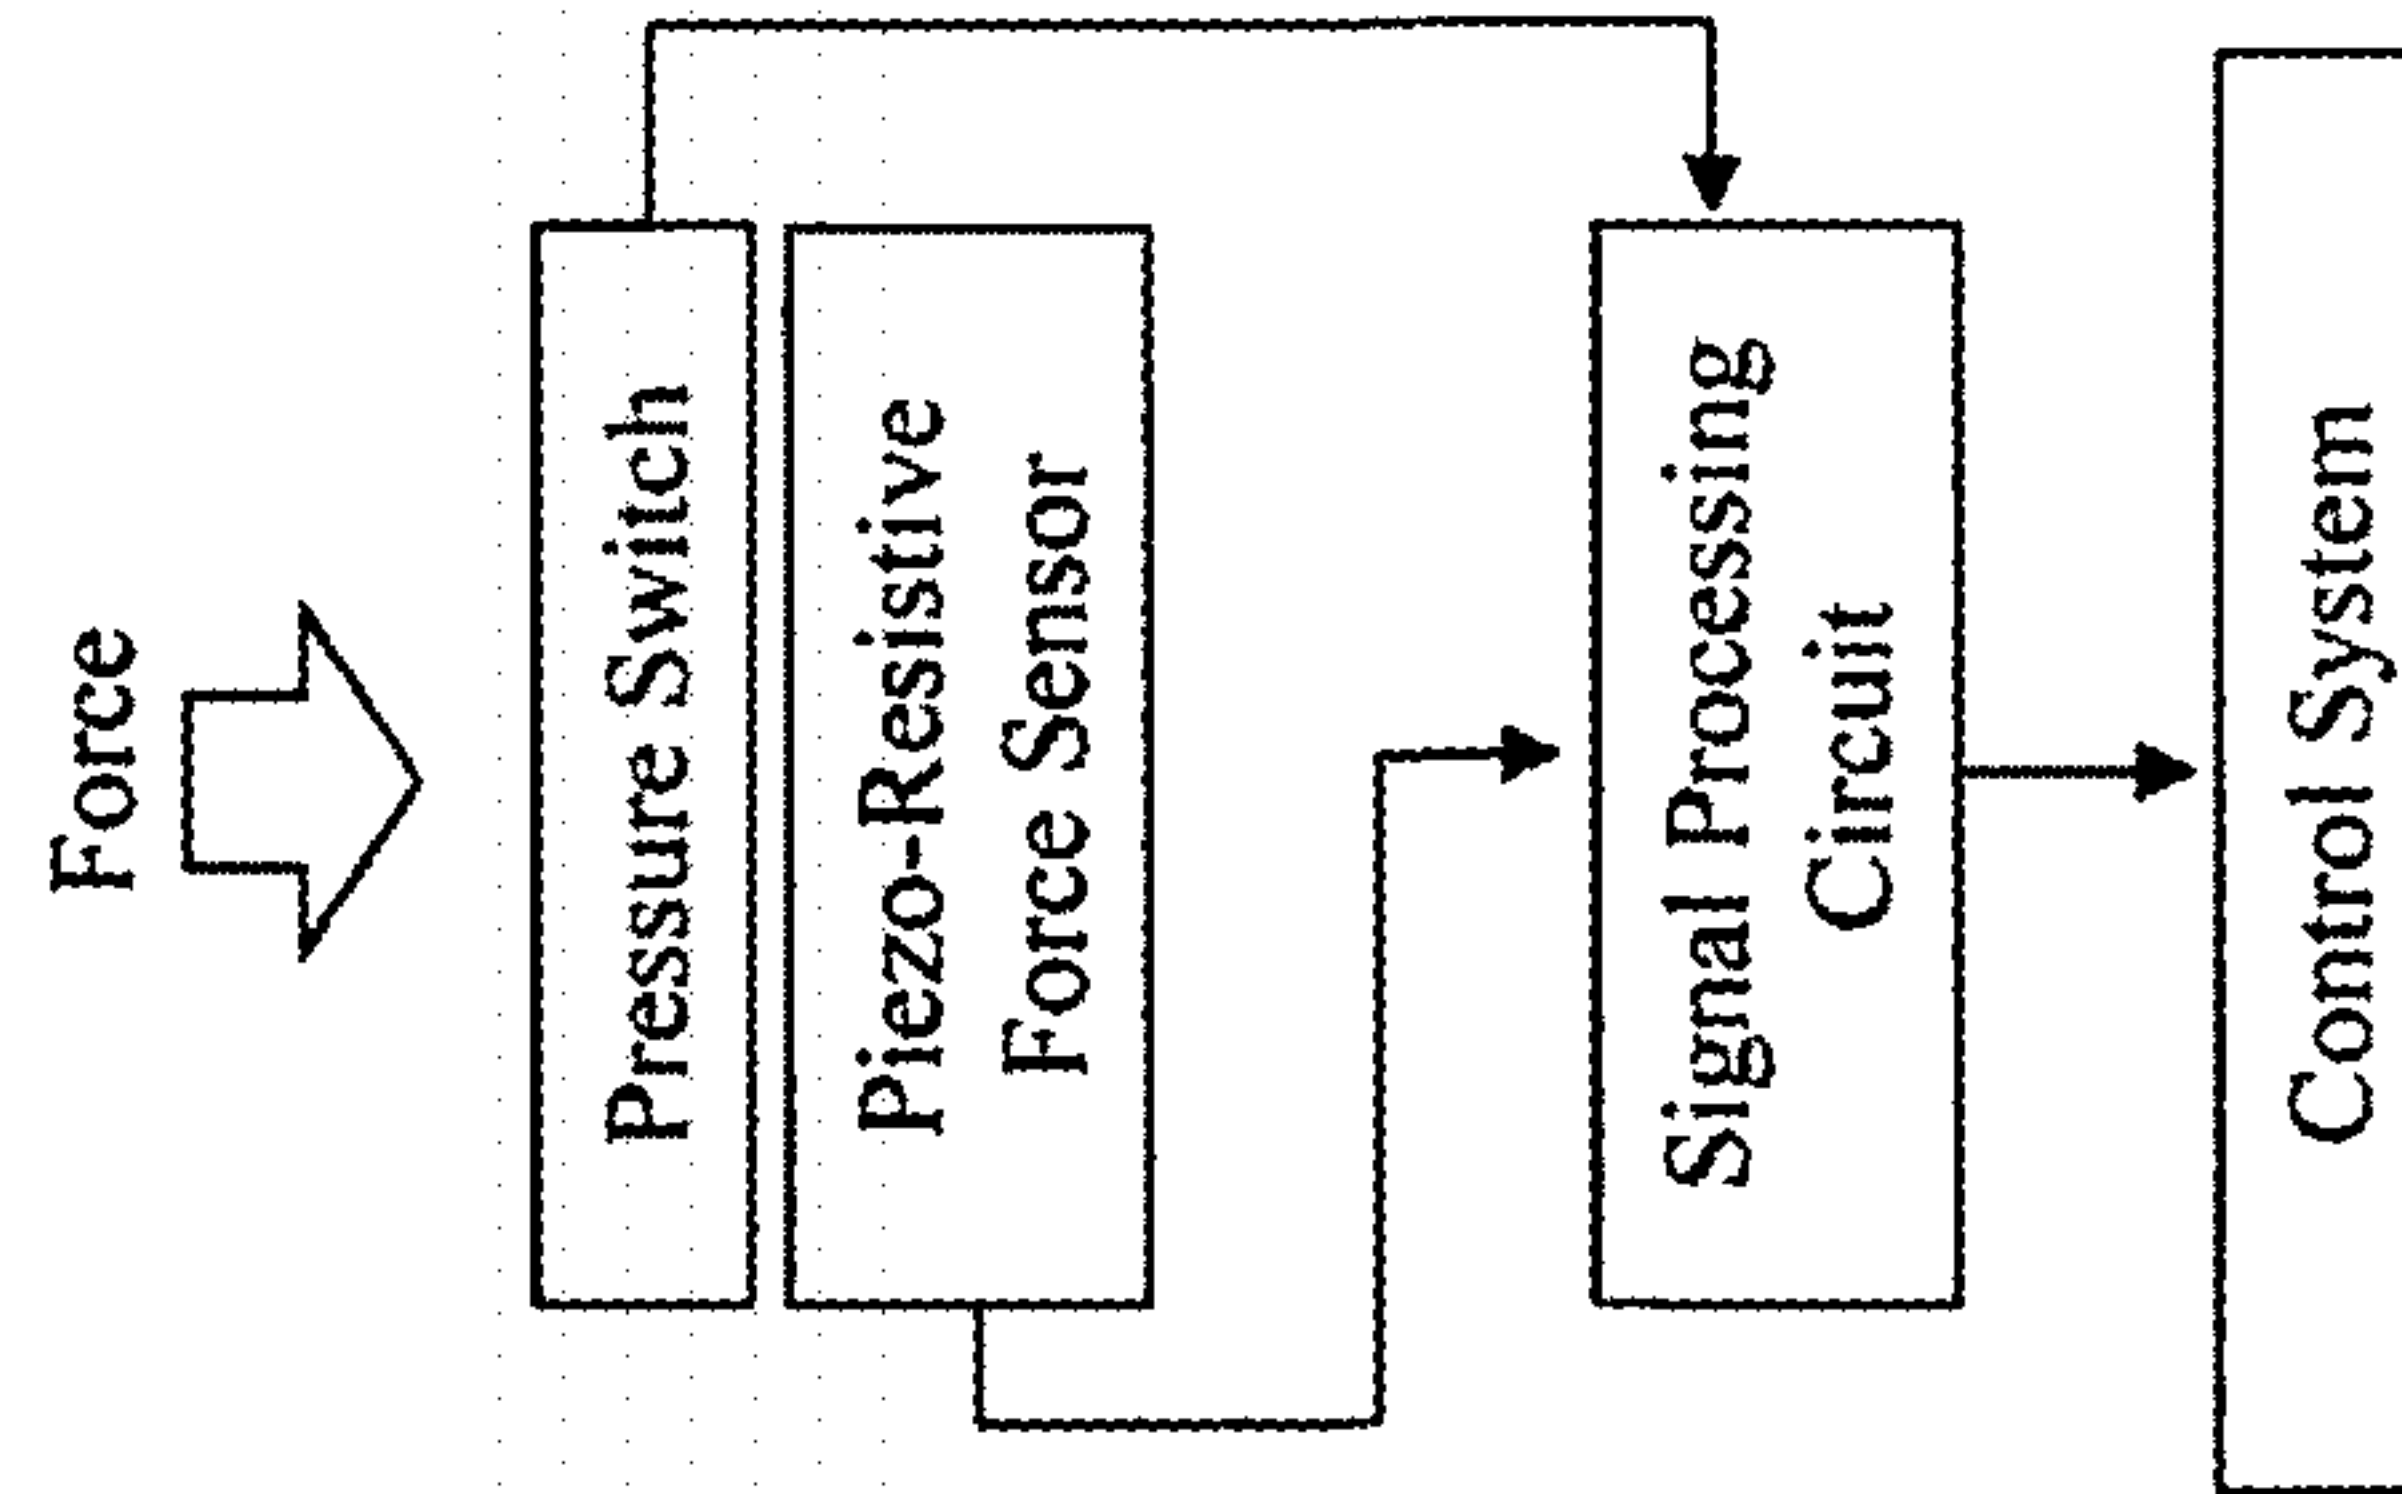 Force
Pressure Switch
Piezo-Resistive
Force Sensor
Signal Processing
Circuit
Control System